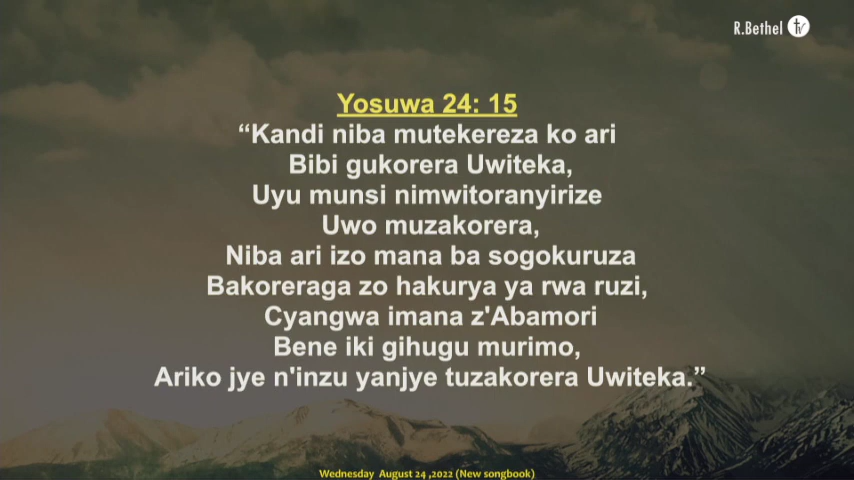 R.Bethel tv
Yosuwa 24: 15
“Kandi niba mutekereza ko ari
Bibi gukorera Uwiteka,
Uyu munsi nimwitoranyirize
Uwo muzakorera,
Niba ari izo mana ba sogokuruza
Bakoreraga zo hakurya ya rwa ruzi,
Cyangwa imana z'Abamori
Bene iki gihugu murimo,
Ariko jye n'inzu yanjye tuzakorera Uwiteka.”
Wednesday August 24 ,2022 (New songbook)